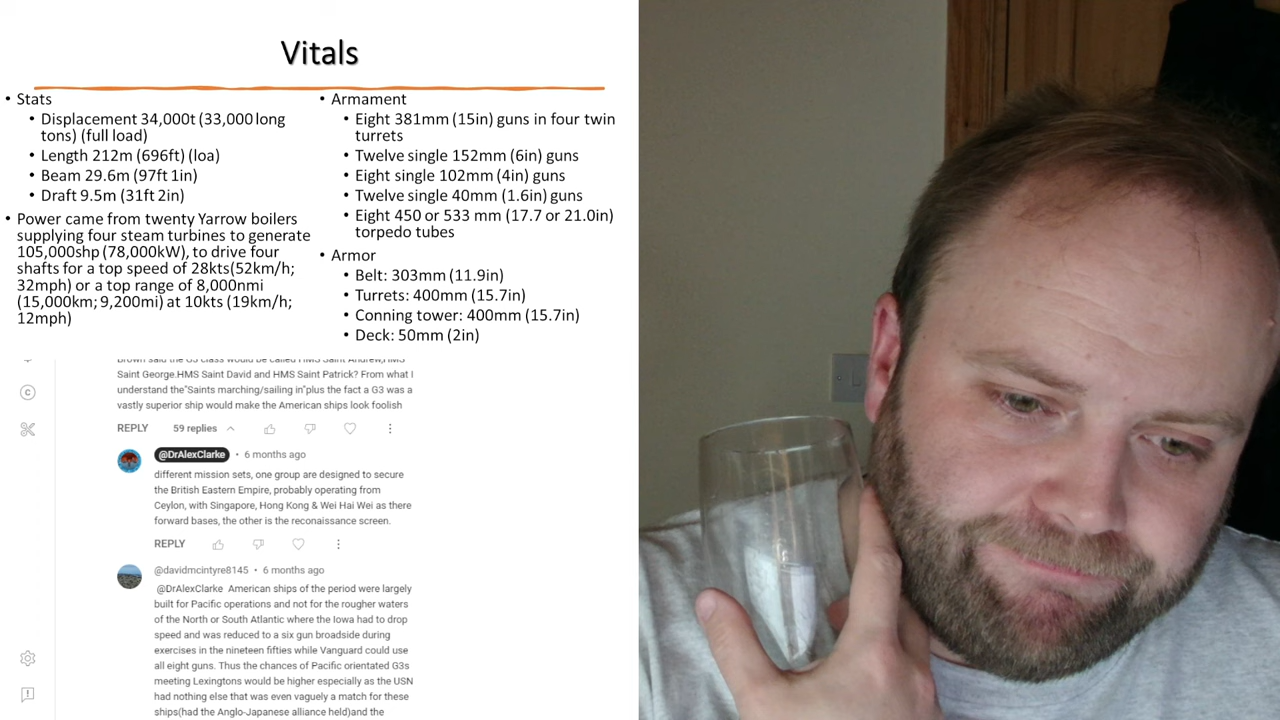 Vitals
• Stats
• Displacement 34,000t (33,000 long
tons) (full load)
• Length 212m (696ft) (loa)
• Beam 29.6m (97ft 1in)
• Draft 9.5m (31ft 2in)
• Power came from twenty Yarrow boilers
supplying four steam turbines to generate
105,000shp (78,000kW), to drive four
shafts for a top speed of 28kts(52km/h;
32mph) or a top range of 8,000nmi
(15,000km; 9,200mi) at 10kts (19km/h;
12mph)
• Armament
• Eight 381mm (15in) guns in four twin
turrets
• Twelve single 152mm (6in) guns
• Eight single 102mm (4in) guns
• Twelve single 40mm (1.6in) guns
• Eight 450 or 533 mm (17.7 or 21.0in)
torpedo tubes
• Armor
• Belt: 303mm (11.9in)
• Turrets: 400mm (15.7in)
• Conning tower: 400mm (15.7in)
• Deck: 50mm (2in)
Brown said the G3 class would be called HMS Saint Andrew,HMS
Saint George.HMS Saint David and HMS Saint Patrick? From what I
understand the"Saints marching/sailing in"plus the fact a G3 was a
vastly superior ship would make the American ships look foolish
REPLY 59 replies
@DrAlexClarke • 6 months ago
different mission sets, one group are designed to secure
the British Eastern Empire, probably operating from
Ceylon, with Singapore, Hong Kong & Wei Hai Wei as there
forward bases, the other is the reconaissance screen.
REPLY
@davidmcintyre8145 • 6 months ago
@DrAlexClarke American ships of the period were largely
built for Pacific operations and not for the rougher waters
of the North or South Atlantic where the Iowa had to drop
speed and was reduced to a six gun broadside during
exercises in the nineteen fifties while Vanguard could use
all eight guns. Thus the chances of Pacific orientated G3s
meeting Lexingtons would be higher especially as the USN
had nothing else that was even vaguely a match for these
ships(had the Anglo-Japanese alliance held)and the